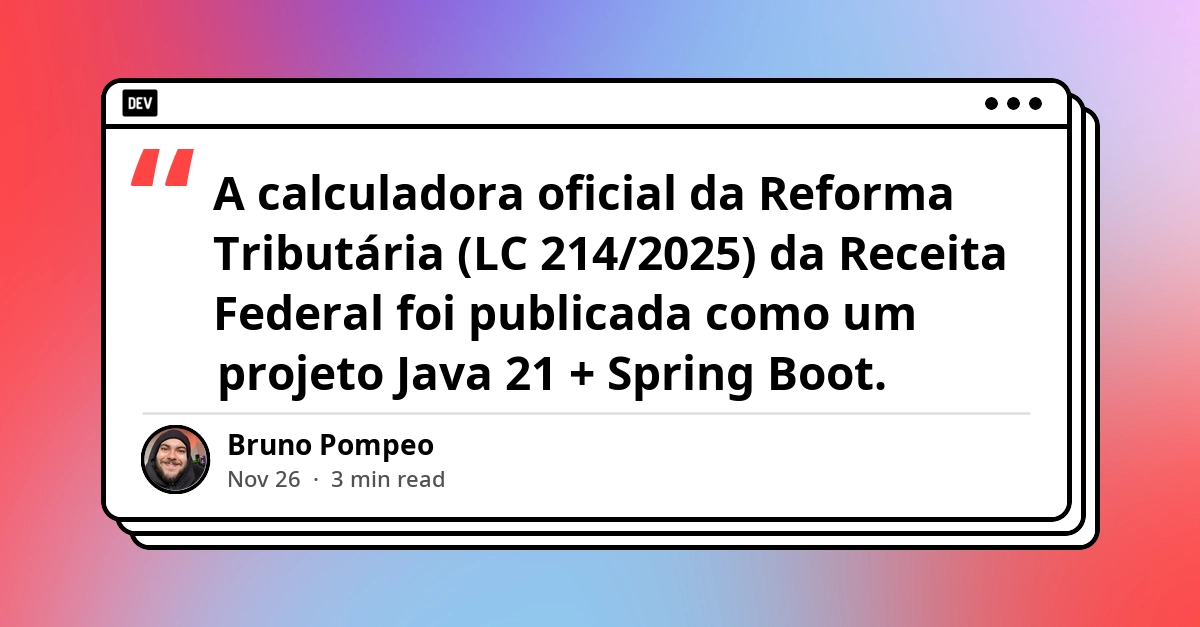 DEV
“ A calculadora oficial da Reforma
Tributária (LC 214/2025) da Receita
Federal foi publicada como um
projeto Java 21 + Spring Boot.
Bruno Pompeo
Nov 26 · 3 min read